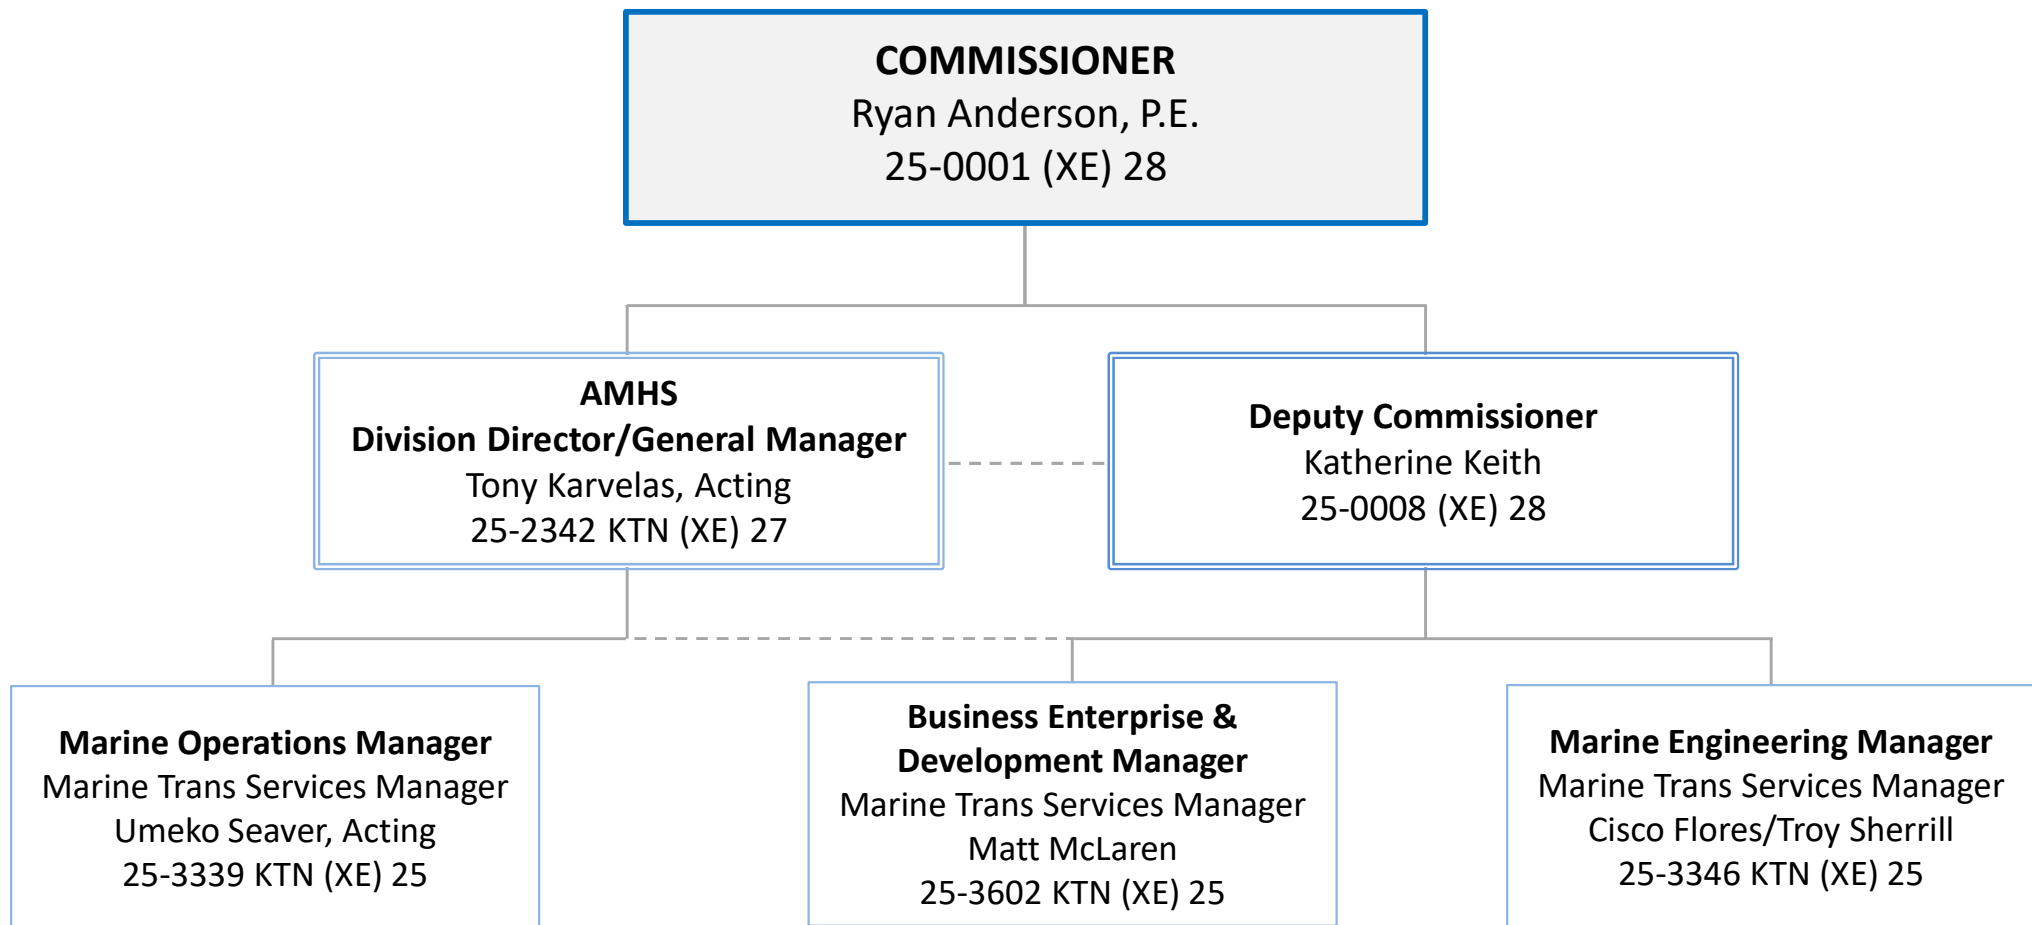 COMMISSIONER
Ryan Anderson, P.E.
25-0001 (XE) 28
AMHS
Division Director/General Manager
Tony Karvelas, Acting
25-2342 KTN (XE) 27
Deputy Commissioner
Katherine Keith
25-0008 (XE) 28
Marine Operations Manager
Marine Trans Services Manager
Umeko Seaver, Acting
25-3339 KTN (XE) 25
Business Enterprise &
Development Manager
Marine Trans Services Manager
Matt McLaren
25-3602 KTN (XE) 25
Marine Engineering Manager
Marine Trans Services Manager
Cisco Flores/Troy Sherrill
25-3346 KTN (XE) 25